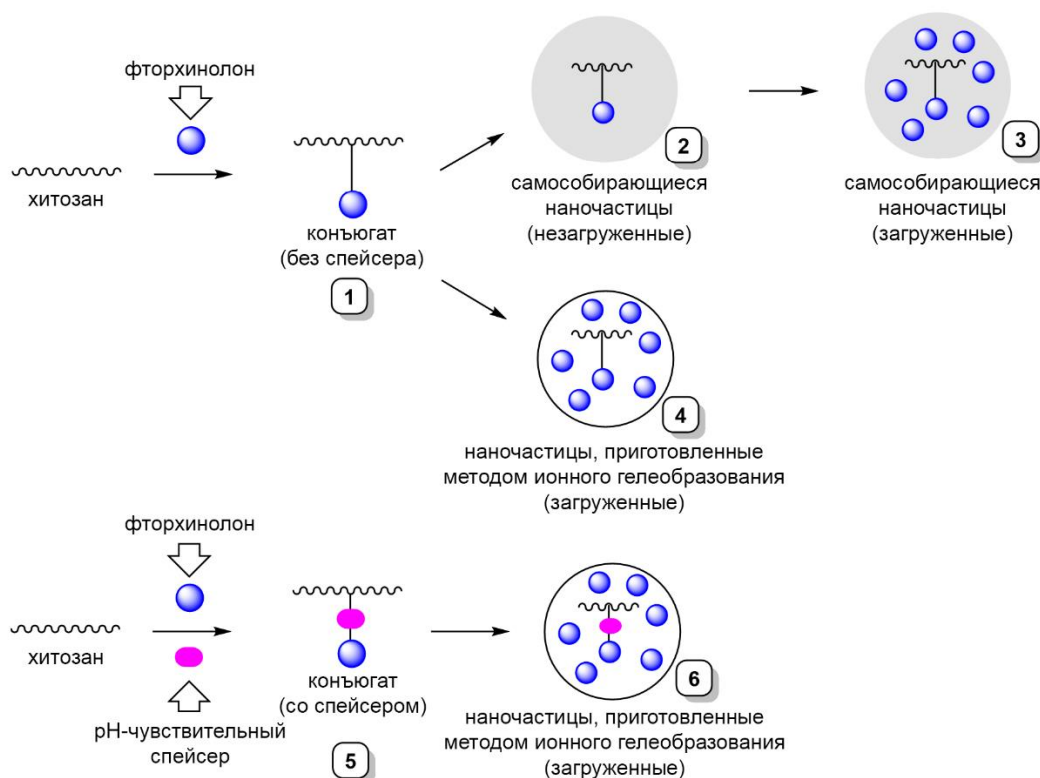 фторхинолон
хитозан
конъюгат
(без спейсера)
1
2
самособирающиеся
наночастицы
(незагруженные)
3
самособирающиеся
наночастицы
(загруженные)
4
наночастицы, приготовленные
методом ионного гелеобразования
(загруженные)
фторхинолон
хитозан
pH-чувствительный
спейсер
конъюгат
(со спейсером)
5
6
наночастицы, приготовленные
методом ионного гелеобразования
(загруженные)